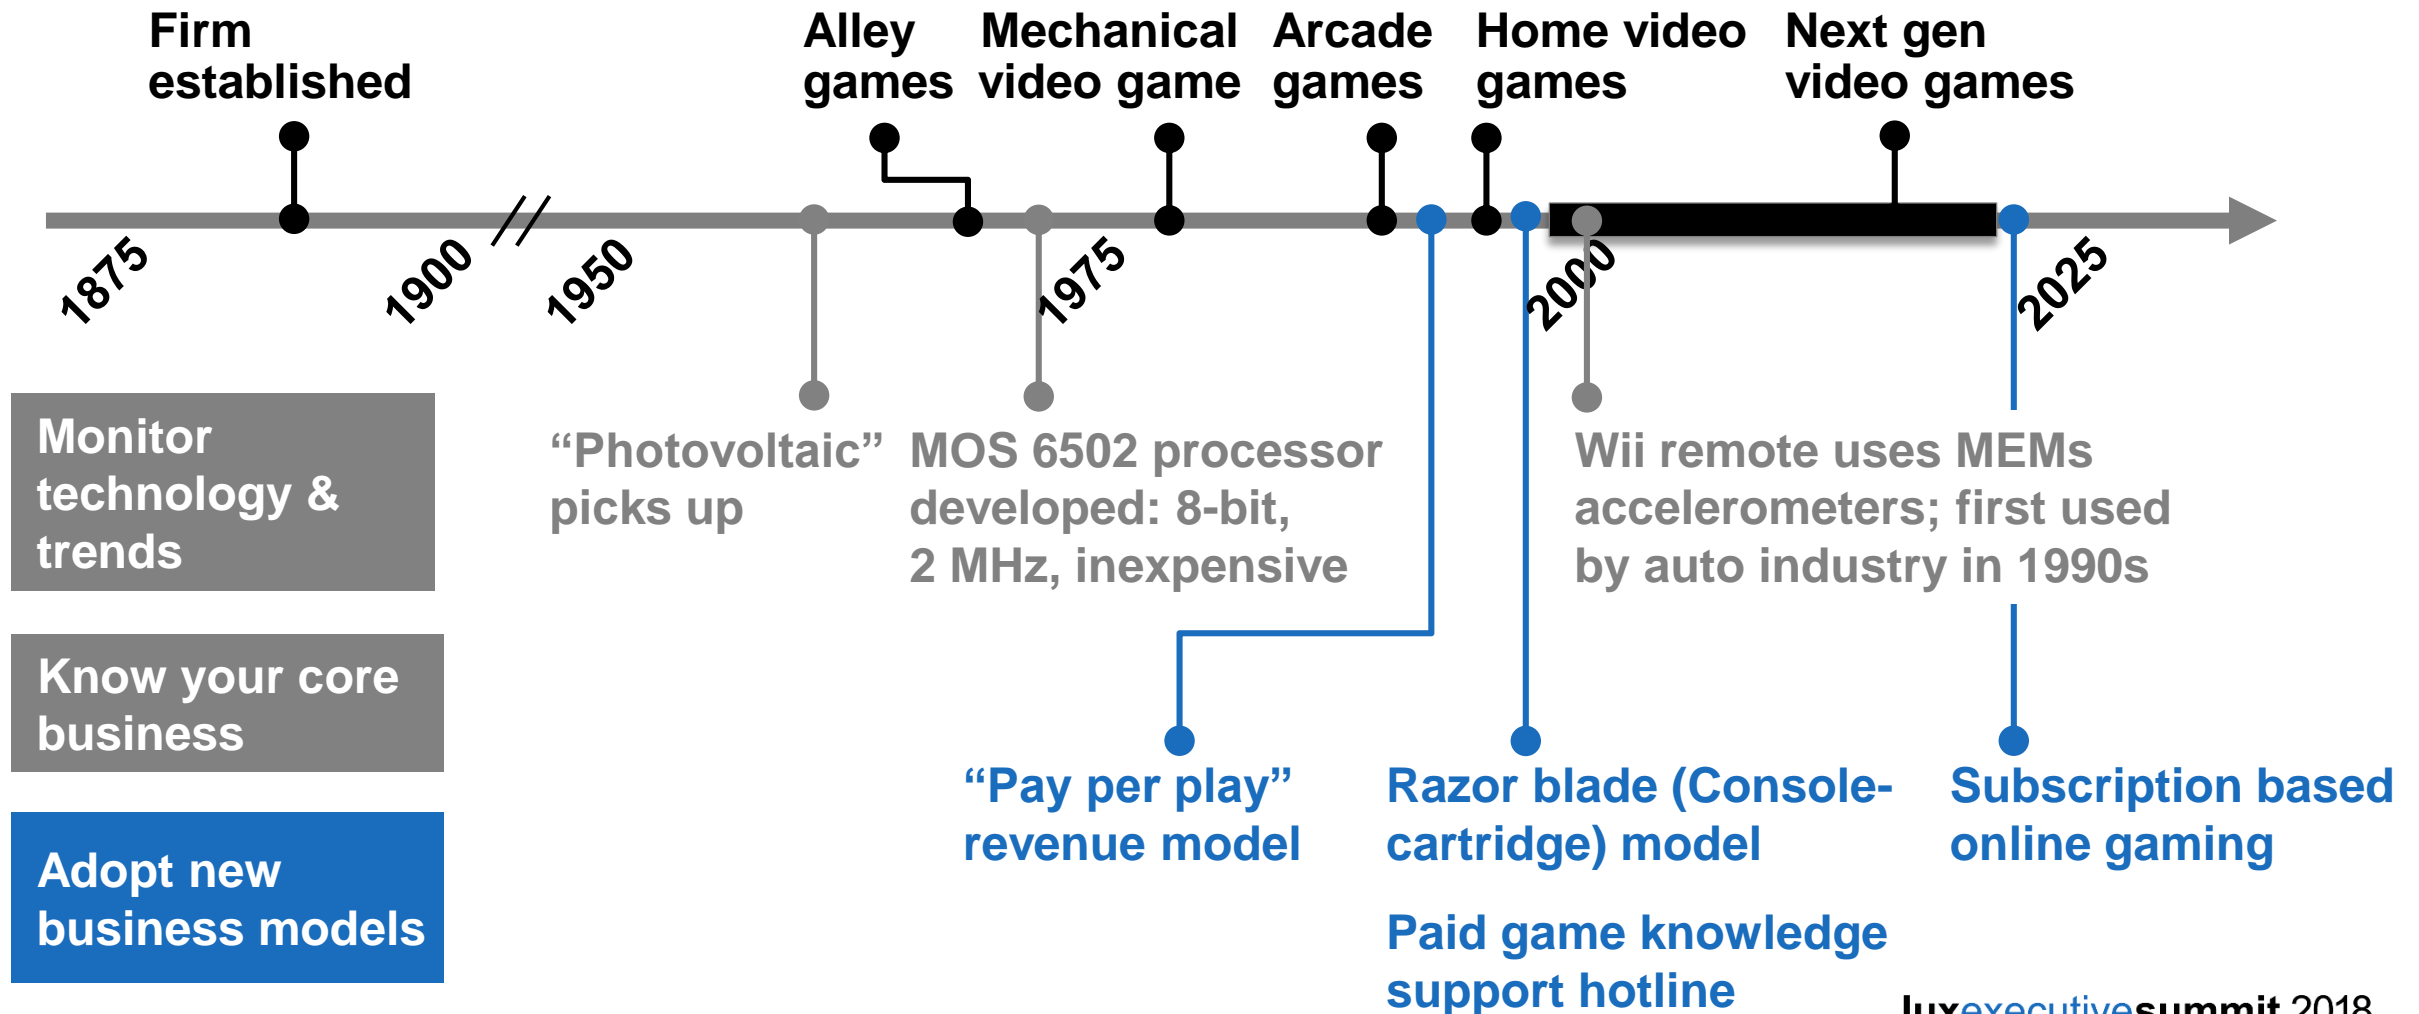 Firm
established
Alley
games
Mechanical
video game
Arcade
games
Home video
games
Next gen
video games
1875
1900
1950
1975
2000
2025
Monitor
technology &
trends
“Photovoltaic”
picks up
MOS 6502 processor
developed: 8-bit,
2 MHz, inexpensive
Wii remote uses MEMs
accelerometers; first used
by auto industry in 1990s
Know your core
business
Adopt new
business models
“Pay per play”
revenue model
Razor blade (Console-
cartridge) model
Paid game knowledge
support hotline
Subscription based
online gaming
luxexecutivesummit 2018